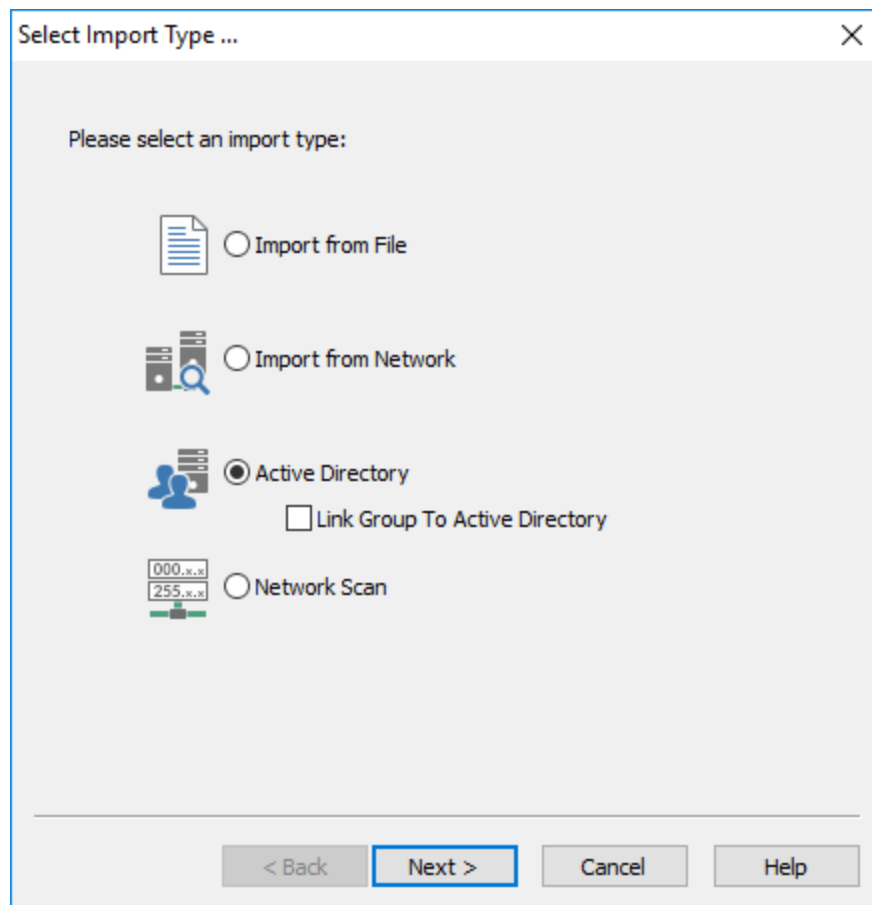 Select Import Type ...
Please select an import type:
Import from File
Import from Network
Active Directory
Link Group To Active Directory
000.x.x
255.x.x
Network Scan
< Back
Next >
Cancel
Help